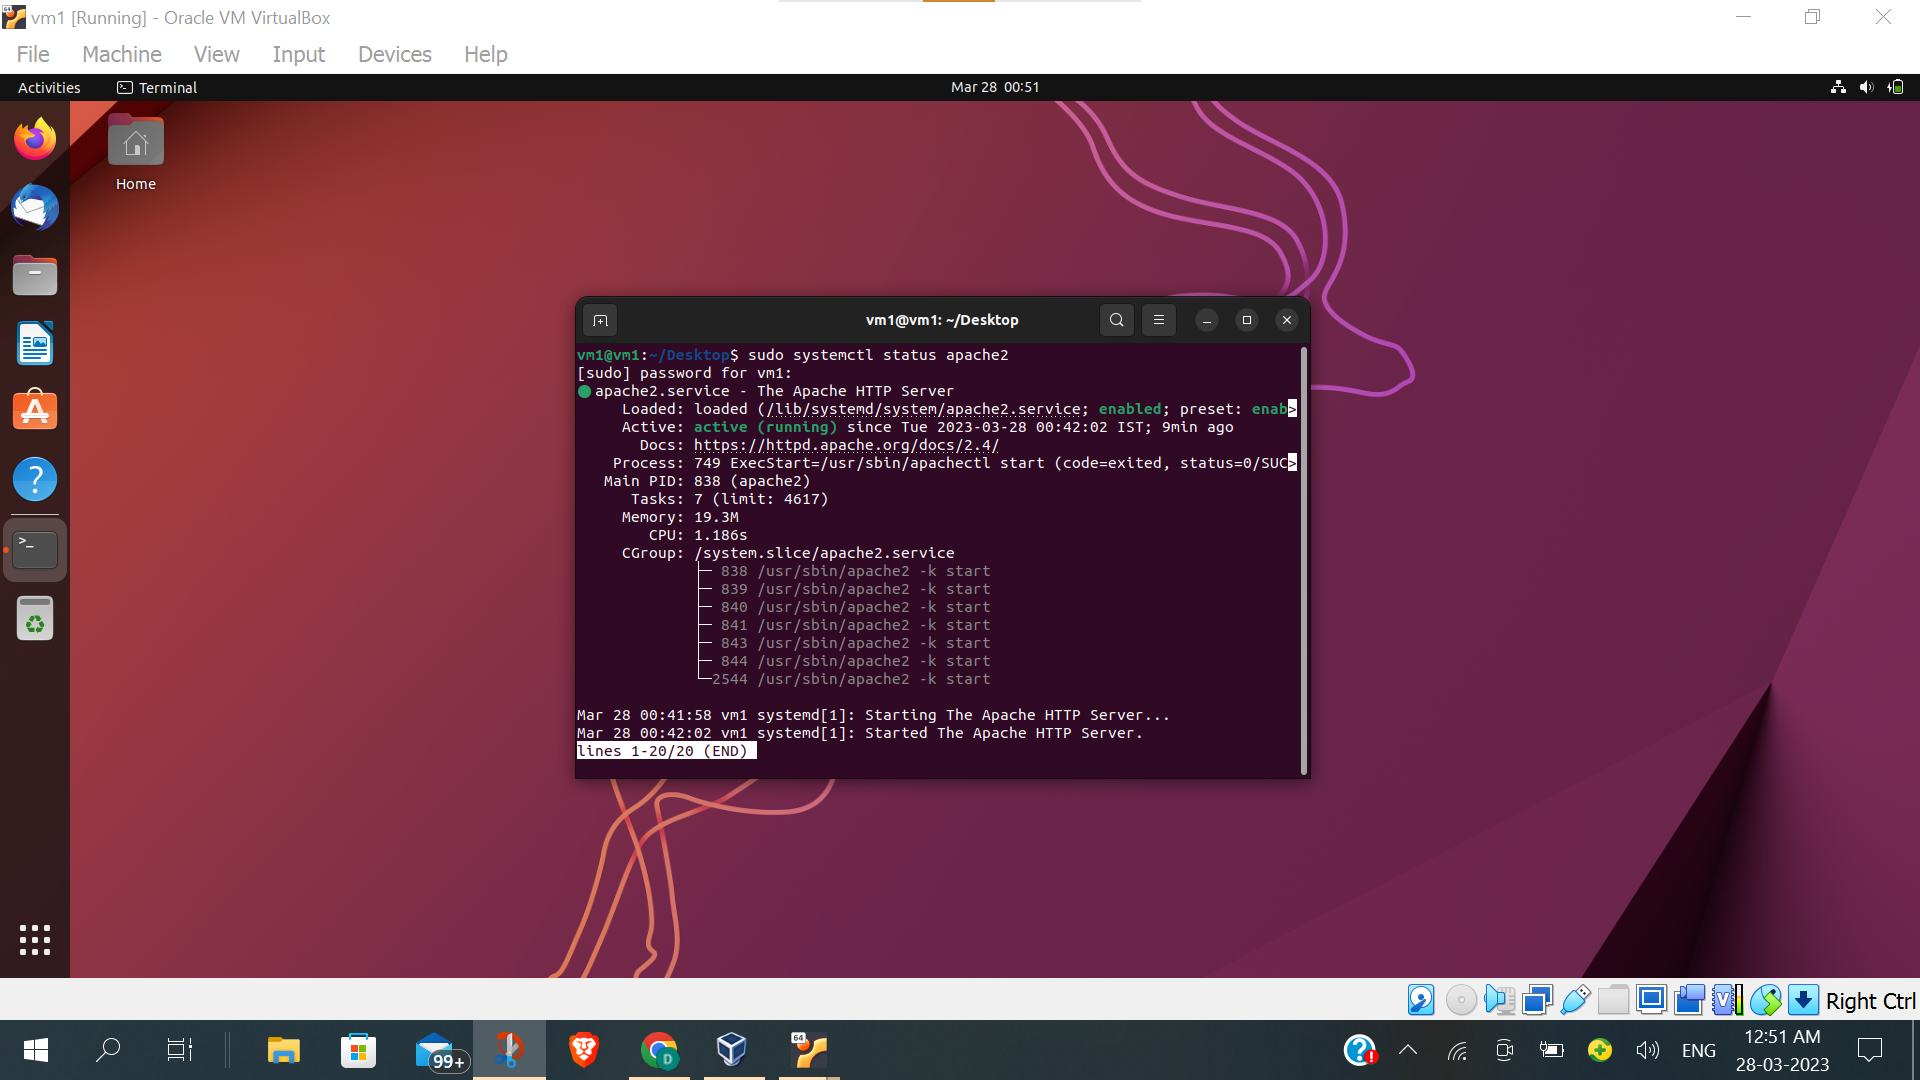 vm1 [Running] - Oracle VM VirtualBox
File Machine View Input Devices Help
Activities Terminal Mar 28 00:51
Home
vm1@vm1: ~/Desktop
vm1@vm1:~/Desktop$ sudo systemctl status apache2
[sudo] password for vm1:
● apache2.service - The Apache HTTP Server
Loaded: loaded (/lib/systemd/system/apache2.service; enabled; preset: enab>
Active: active (running) since Tue 2023-03-28 00:42:02 IST; 9min ago
Docs: https://httpd.apache.org/docs/2.4/
Process: 749 ExecStart=/usr/sbin/apachectl start (code=exited, status=0/SUC>
Main PID: 838 (apache2)
Tasks: 7 (limit: 4617)
Memory: 19.3M
CPU: 1.186s
CGroup: /system.slice/apache2.service
├─ 838 /usr/sbin/apache2 -k start
├─ 839 /usr/sbin/apache2 -k start
├─ 840 /usr/sbin/apache2 -k start
├─ 841 /usr/sbin/apache2 -k start
├─ 843 /usr/sbin/apache2 -k start
├─ 844 /usr/sbin/apache2 -k start
└─2544 /usr/sbin/apache2 -k start
Mar 28 00:41:58 vm1 systemd[1]: Starting The Apache HTTP Server...
Mar 28 00:42:02 vm1 systemd[1]: Started The Apache HTTP Server.
lines 1-20/20 (END)
Right Ctrl
99+
D
64
ENG
12:51 AM
28-03-2023